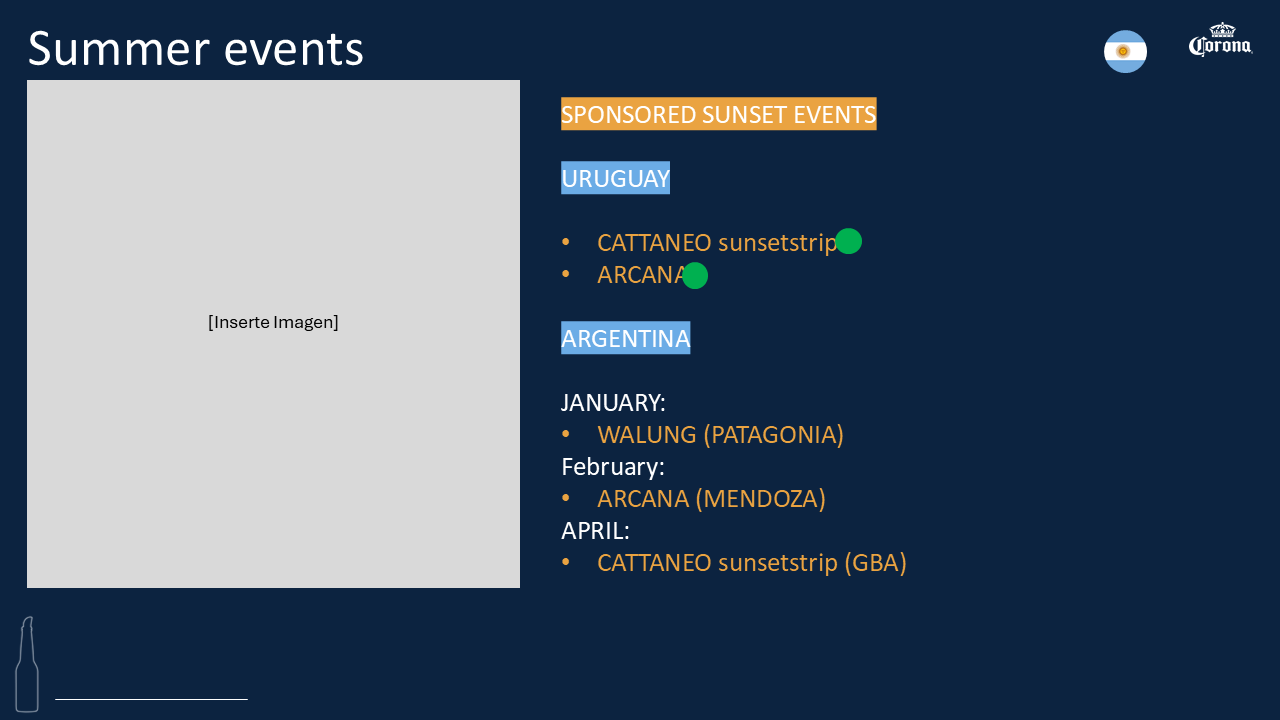 Summer events
Corona
SPONSORED SUNSET EVENTS
URUGUAY
• CATTANEO sunsetstrip
• ARCANA
ARGENTINA
JANUARY:
• WALUNG (PATAGONIA)
February:
• ARCANA (MENDOZA)
APRIL:
• CATTANEO sunsetstrip (GBA)
[Inserte Imagen]